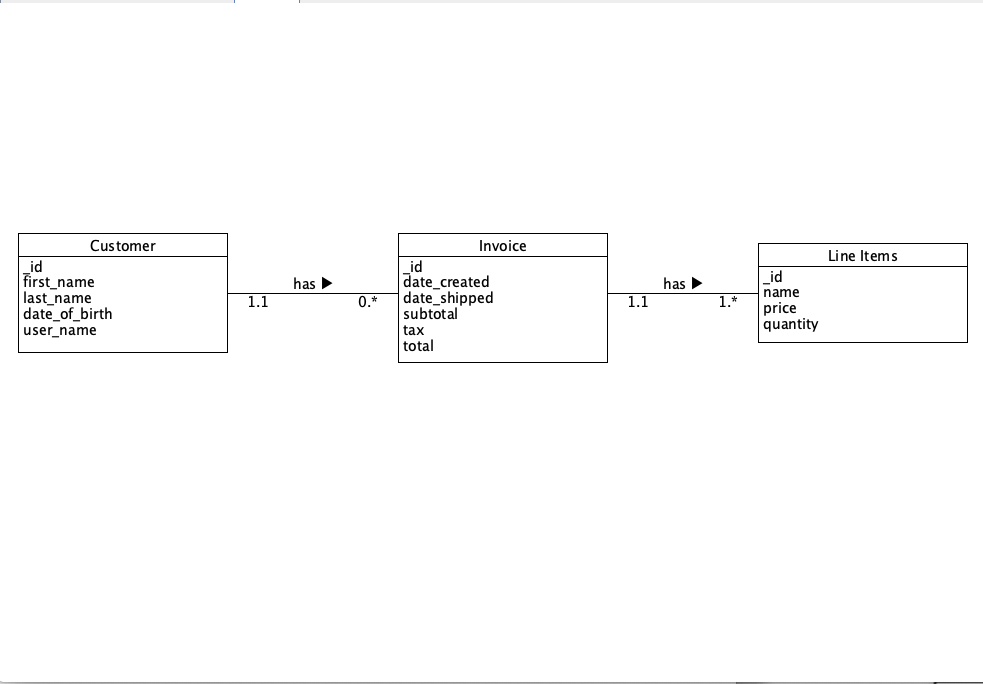 Customer
_id
first_name
last_name
date_of_birth
user_name
has
1.1
0.*
Invoice
_id
date_created
date_shipped
subtotal
tax
total
has
1.1
1.*
Line Items
_id
name
price
quantity